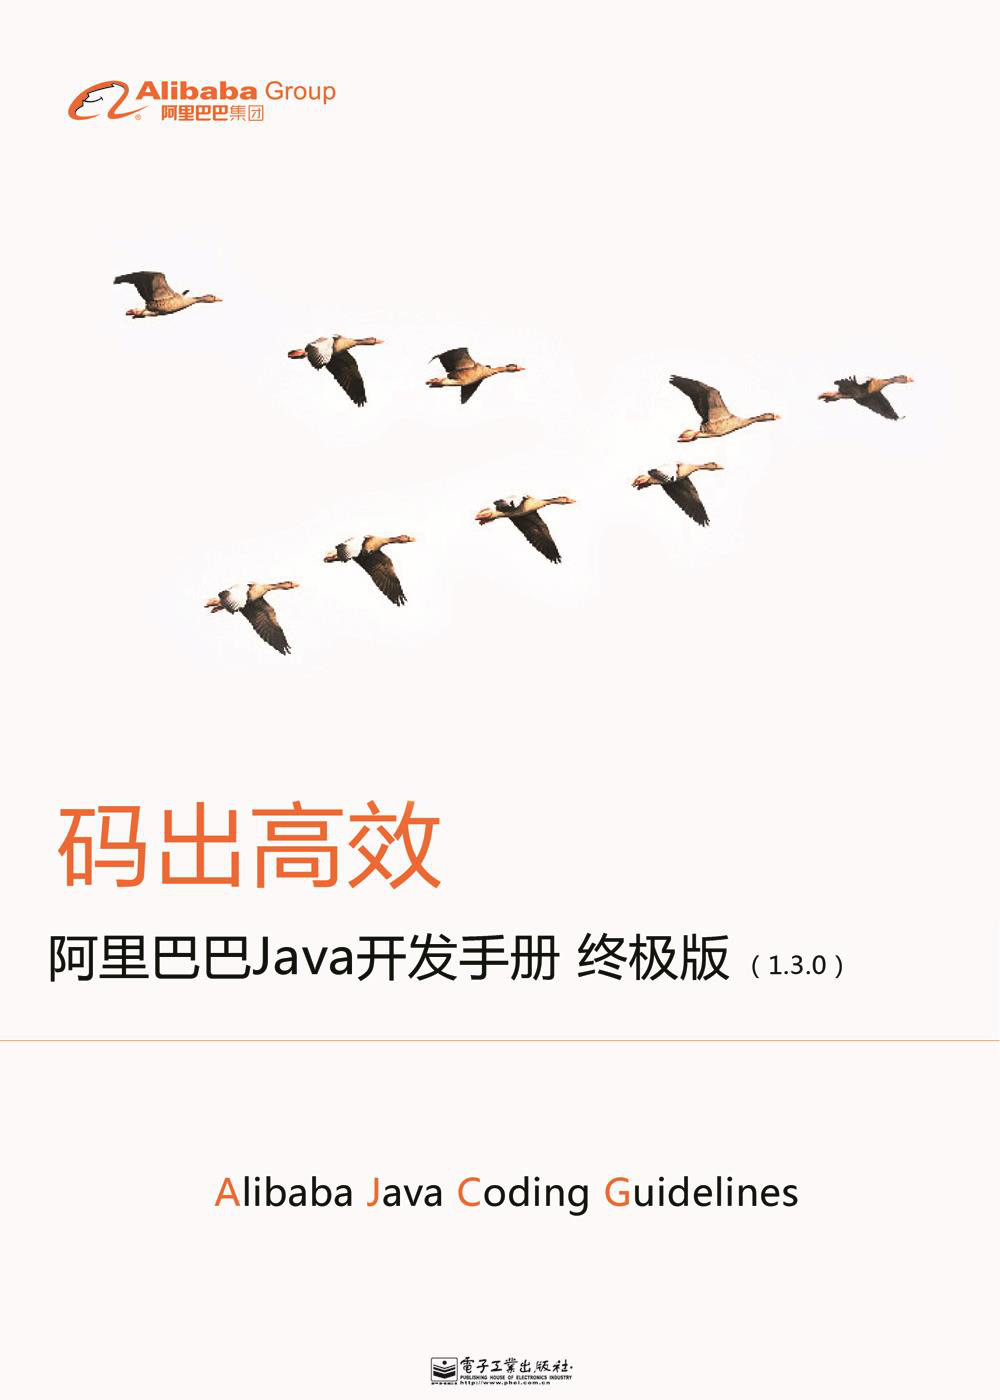 Alibaba Group
阿里巴巴集团
码出高效
阿里巴巴Java开发手册 终极版（1.3.0）
Alibaba Java Coding Guidelines
電子工業出版社·
PUBLISHING HOUSE OF ELECTRONICS INDUSTRY
http://www.phei.com.cn